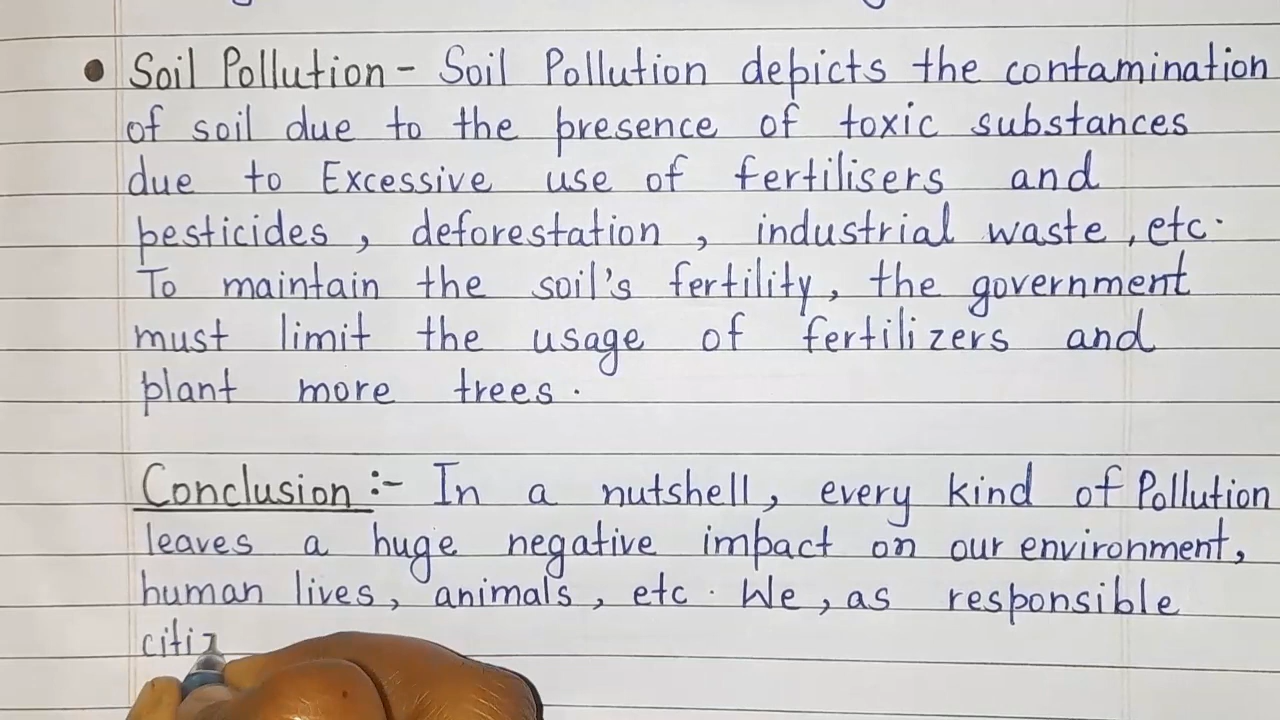 • Soil Pollution - Soil Pollution depicts the contamination
of soil due to the presence of toxic substances
due to Excessive use of fertilisers and
pesticides, deforestation, industrial waste, etc.
To maintain the soil's fertility, the government
must limit the usage of fertilizers and
plant more trees.
Conclusion :- In a nutshell, every kind of Pollution
leaves a huge negative impact on our environment,
human lives, animals, etc. We, as responsible
citiz